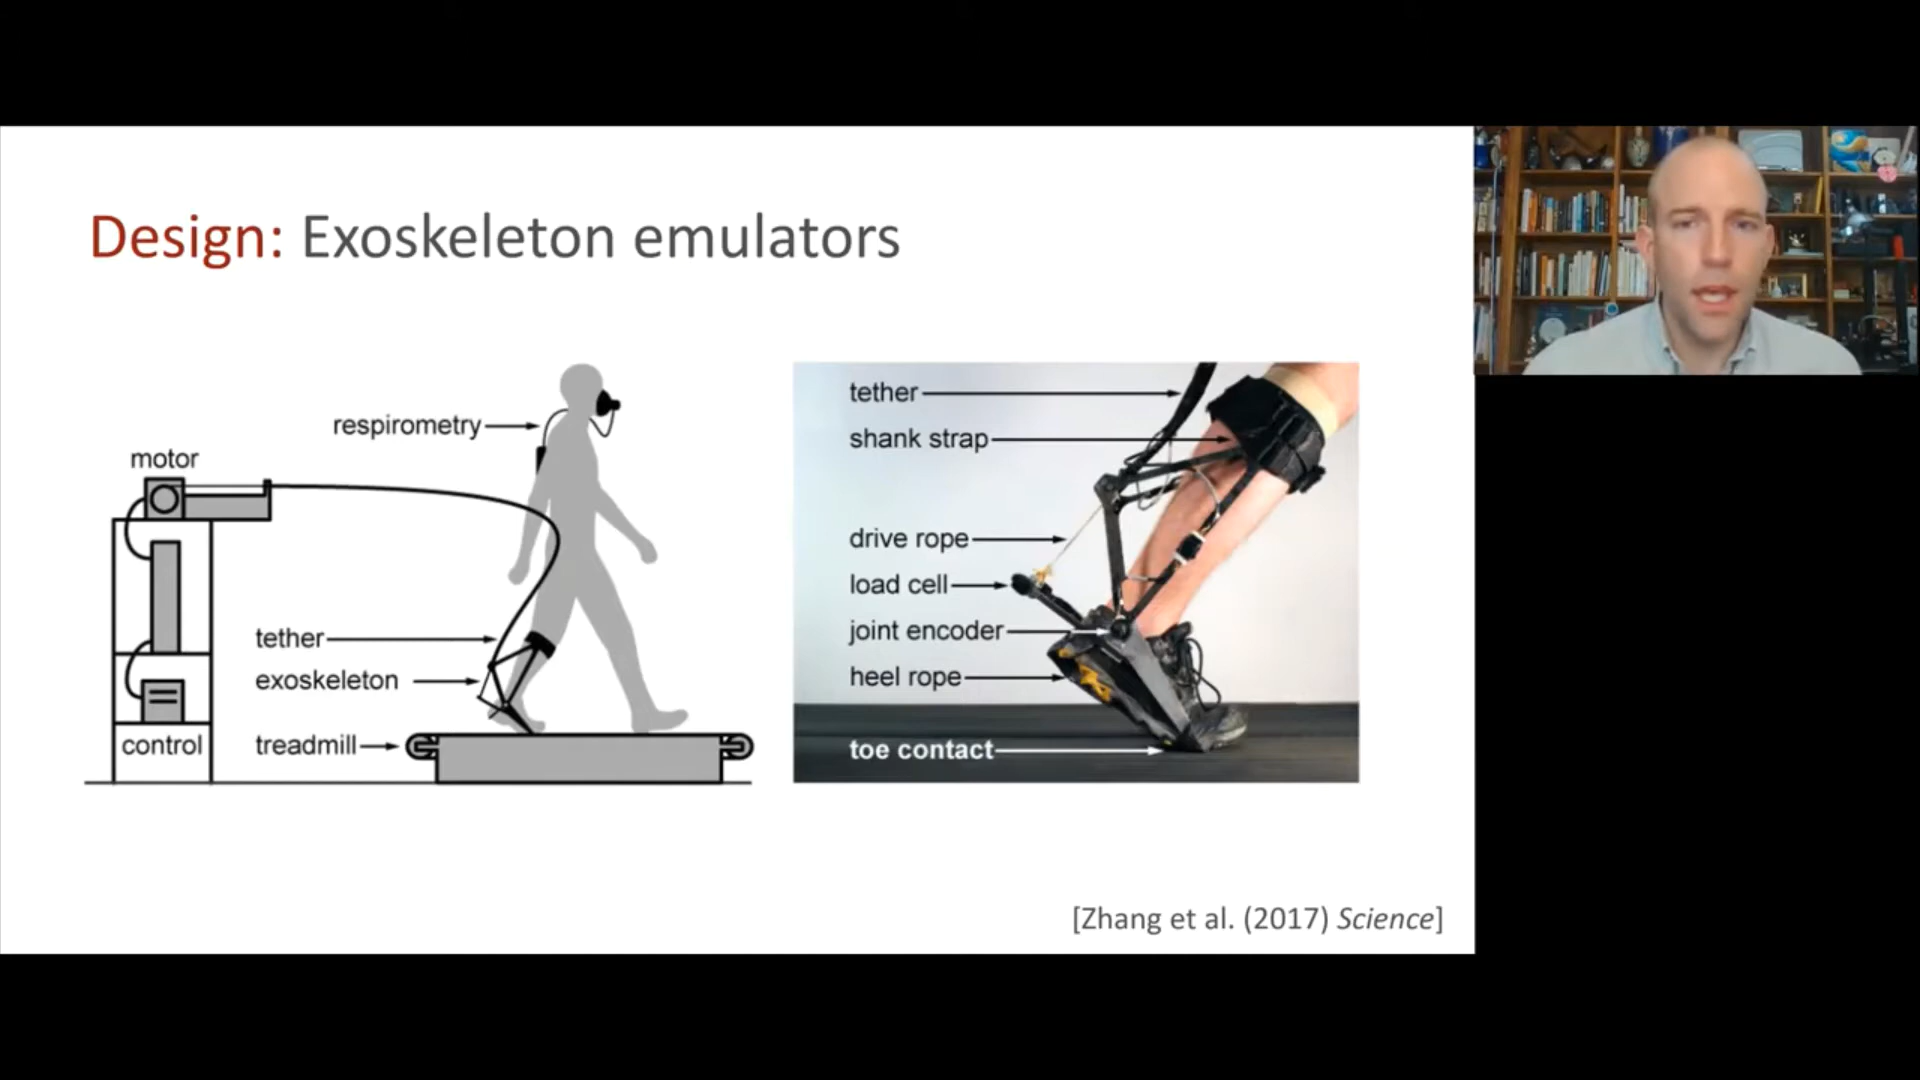 Design: Exoskeleton emulators
respirometry
motor
tether
exoskeleton
control
treadmill
tether
shank strap
drive rope
load cell
joint encoder
heel rope
toe contact
[Zhang et al. (2017) Science]